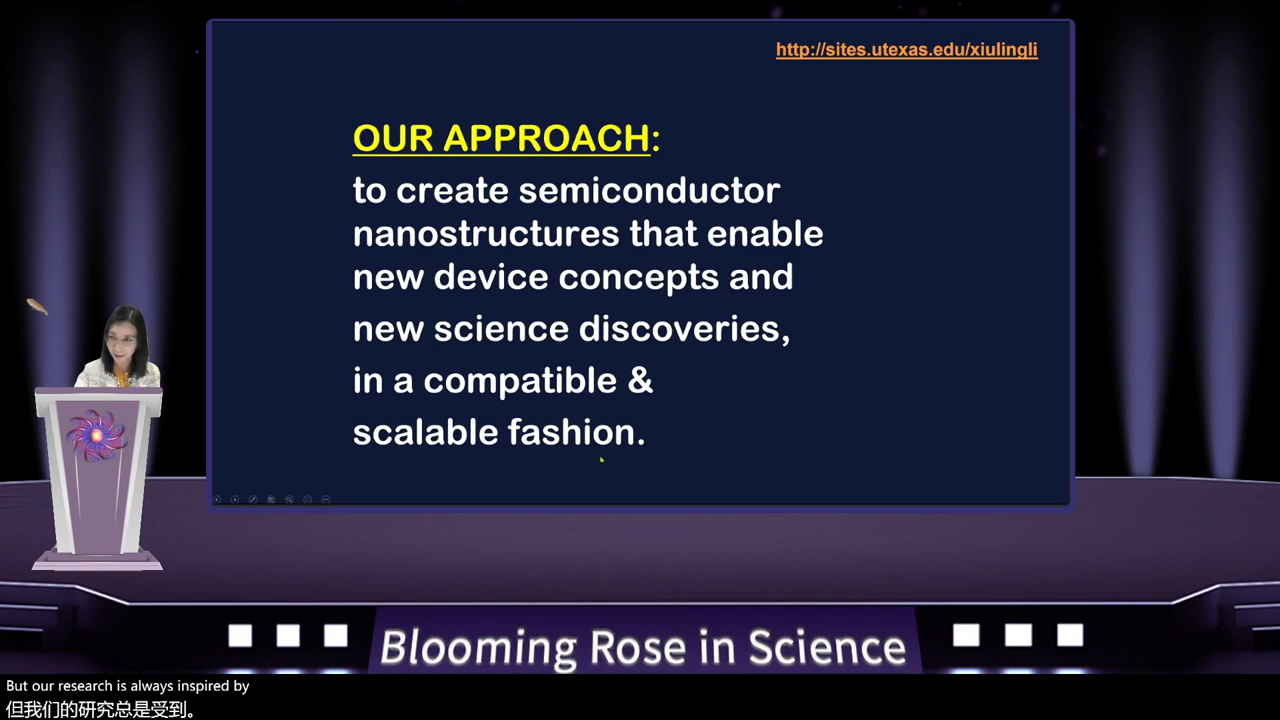 http://sites.utexas.edu/xiulingli
OUR APPROACH:
to create semiconductor
nanostructures that enable
new device concepts and
new science discoveries,
in a compatible &
scalable fashion.
Blooming Rose in Science
But our research is always inspired by
但我们的研究总是受到。